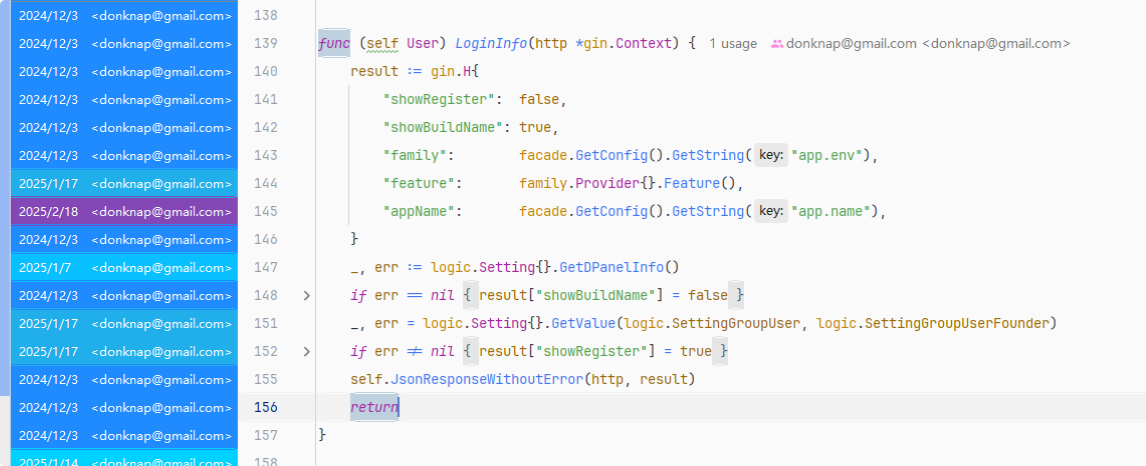 138
2024/12/3 <donknap@gmail.com> 139 func (self User) LoginInfo(http *gin.Context) { 1 usage donknap@gmail.com <donknap@gmail.com>
2024/12/3 <donknap@gmail.com> 140 result := gin.H{
2024/12/3 <donknap@gmail.com> 141 "showRegister": false,
2024/12/3 <donknap@gmail.com> 142 "showBuildName": true,
2024/12/3 <donknap@gmail.com> 143 "family": facade.GetConfig().GetString( key: "app.env"),
2025/1/17 <donknap@gmail.com> 144 "feature": family.Provider{}.Feature(),
2025/2/18 <donknap@gmail.com> 145 "appName": facade.GetConfig().GetString( key: "app.name"),
2024/12/3 <donknap@gmail.com> 146 }
2025/1/7 <donknap@gmail.com> 147 _, err := logic.Setting{}.GetDPanelInfo()
2024/12/3 <donknap@gmail.com> 148 if err == nil { result["showBuildName"] = false }
2025/1/17 <donknap@gmail.com> 151 _, err = logic.Setting{}.GetValue(logic.SettingGroupUser, logic.SettingGroupUserFounder)
2025/1/17 <donknap@gmail.com> 152 if err != nil { result["showRegister"] = true }
2024/12/3 <donknap@gmail.com> 155 self.JsonResponseWithoutError(http, result)
2024/12/3 <donknap@gmail.com> 156 return
2024/12/3 <donknap@gmail.com> 157 }
2025/1/14 <donknap@gmail.com> 158